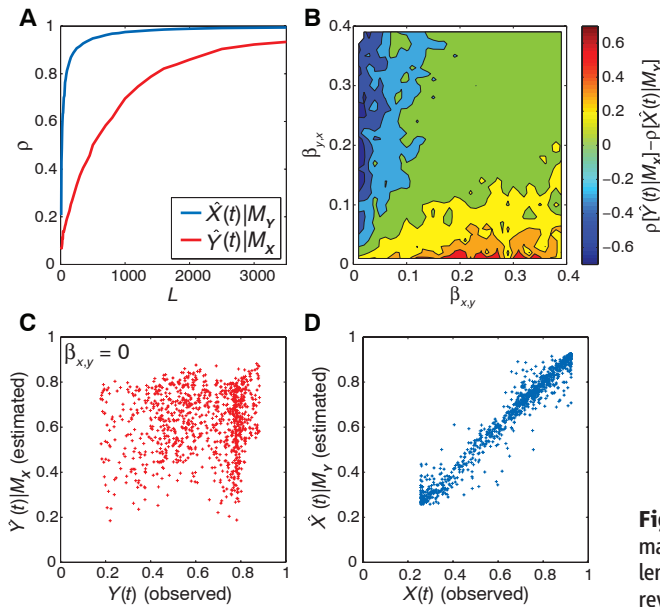 A
1
0.8
0.6
0.4
0.2
0
ρ
0
1000
2000
3000
L
X̂(t)|M_Y
Ŷ(t)|M_X
B
0.4
0.3
0.2
0.1
0
β_y,x
0
0.1
0.2
0.3
0.4
β_x,y
0.6
0.4
0.2
0
-0.2
-0.4
-0.6
ρ[Ŷ(t)|M_X]−ρ[X̂(t)|M_Y]
C
β_x,y = 0
1
0.8
0.6
0.4
0.2
0
Ŷ(t)|M_X (estimated)
0
0.2
0.4
0.6
0.8
1
Y(t) (observed)
D
1
0.8
0.6
0.4
0.2
0
X̂(t)|M_Y (estimated)
0
0.2
0.4
0.6
0.8
1
X(t) (observed)
Fig
ma
len
rev